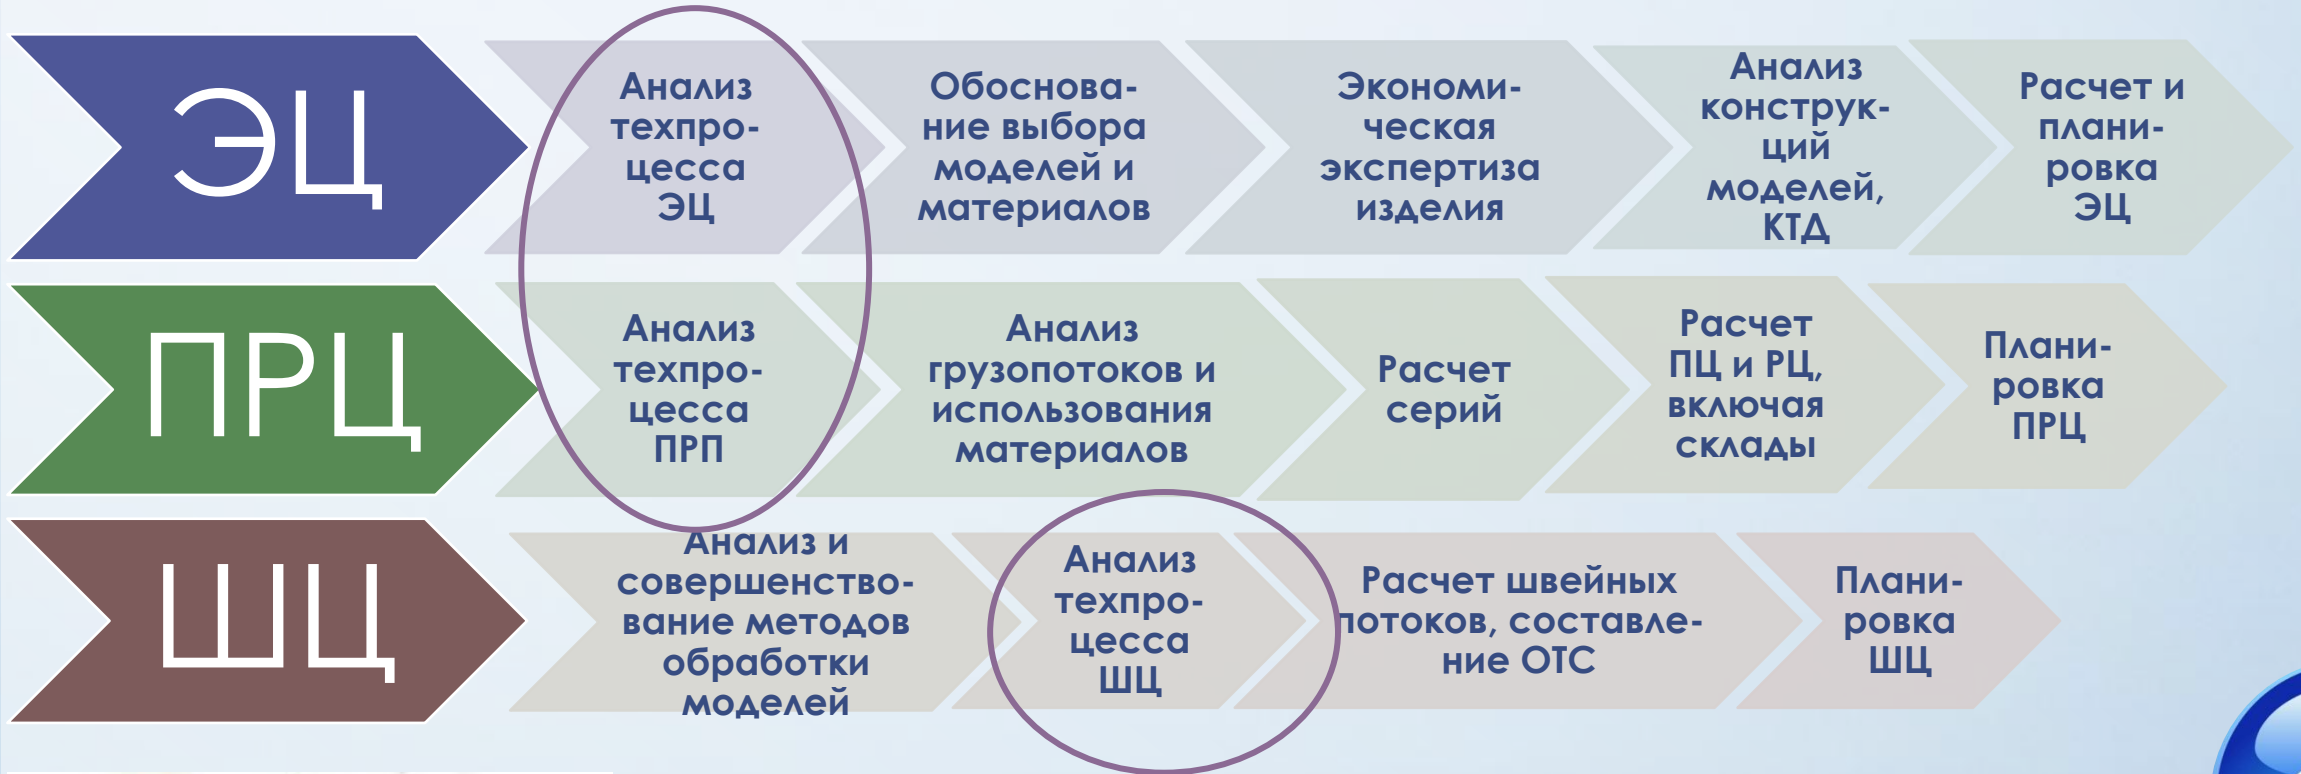 ЭЦ
Анализ
техпро-
цесса
ЭЦ
Обоснова-
ние выбора
моделей и
материалов
Экономи-
ческая
экспертиза
изделия
Анализ
конструк-
ций
моделей,
КТД
Расчет и
плани-
ровка
ЭЦ
ПРЦ
Анализ
техпро-
цесса
ПРП
Анализ
грузопотоков и
использования
материалов
Расчет
серий
Расчет
ПЦ и РЦ,
включая
склады
Плани-
ровка
ПРЦ
ШЦ
Анализ и
совершенство-
вание методов
обработки
моделей
Анализ
техпро-
цесса
ШЦ
Расчет швейных
потоков, составле-
ние ОТС
Плани-
ровка
ШЦ